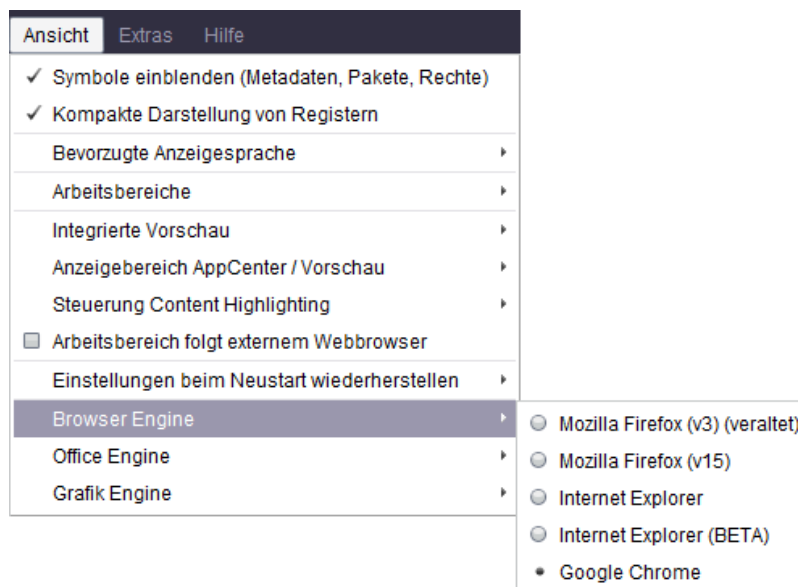 Ansicht Extras Hilfe
Symbole einblenden (Metadaten, Pakete, Rechte)
Kompakte Darstellung von Registern
Bevorzugte Anzeigesprache
Arbeitsbereiche
Integrierte Vorschau
Anzeigebereich AppCenter / Vorschau
Steuerung Content Highlighting
Arbeitsbereich folgt externem Webbrowser
Einstellungen beim Neustart wiederherstellen
Browser Engine
Office Engine
Grafik Engine
Mozilla Firefox (v3) (veraltet)
Mozilla Firefox (v15)
Internet Explorer
Internet Explorer (BETA)
Google Chrome